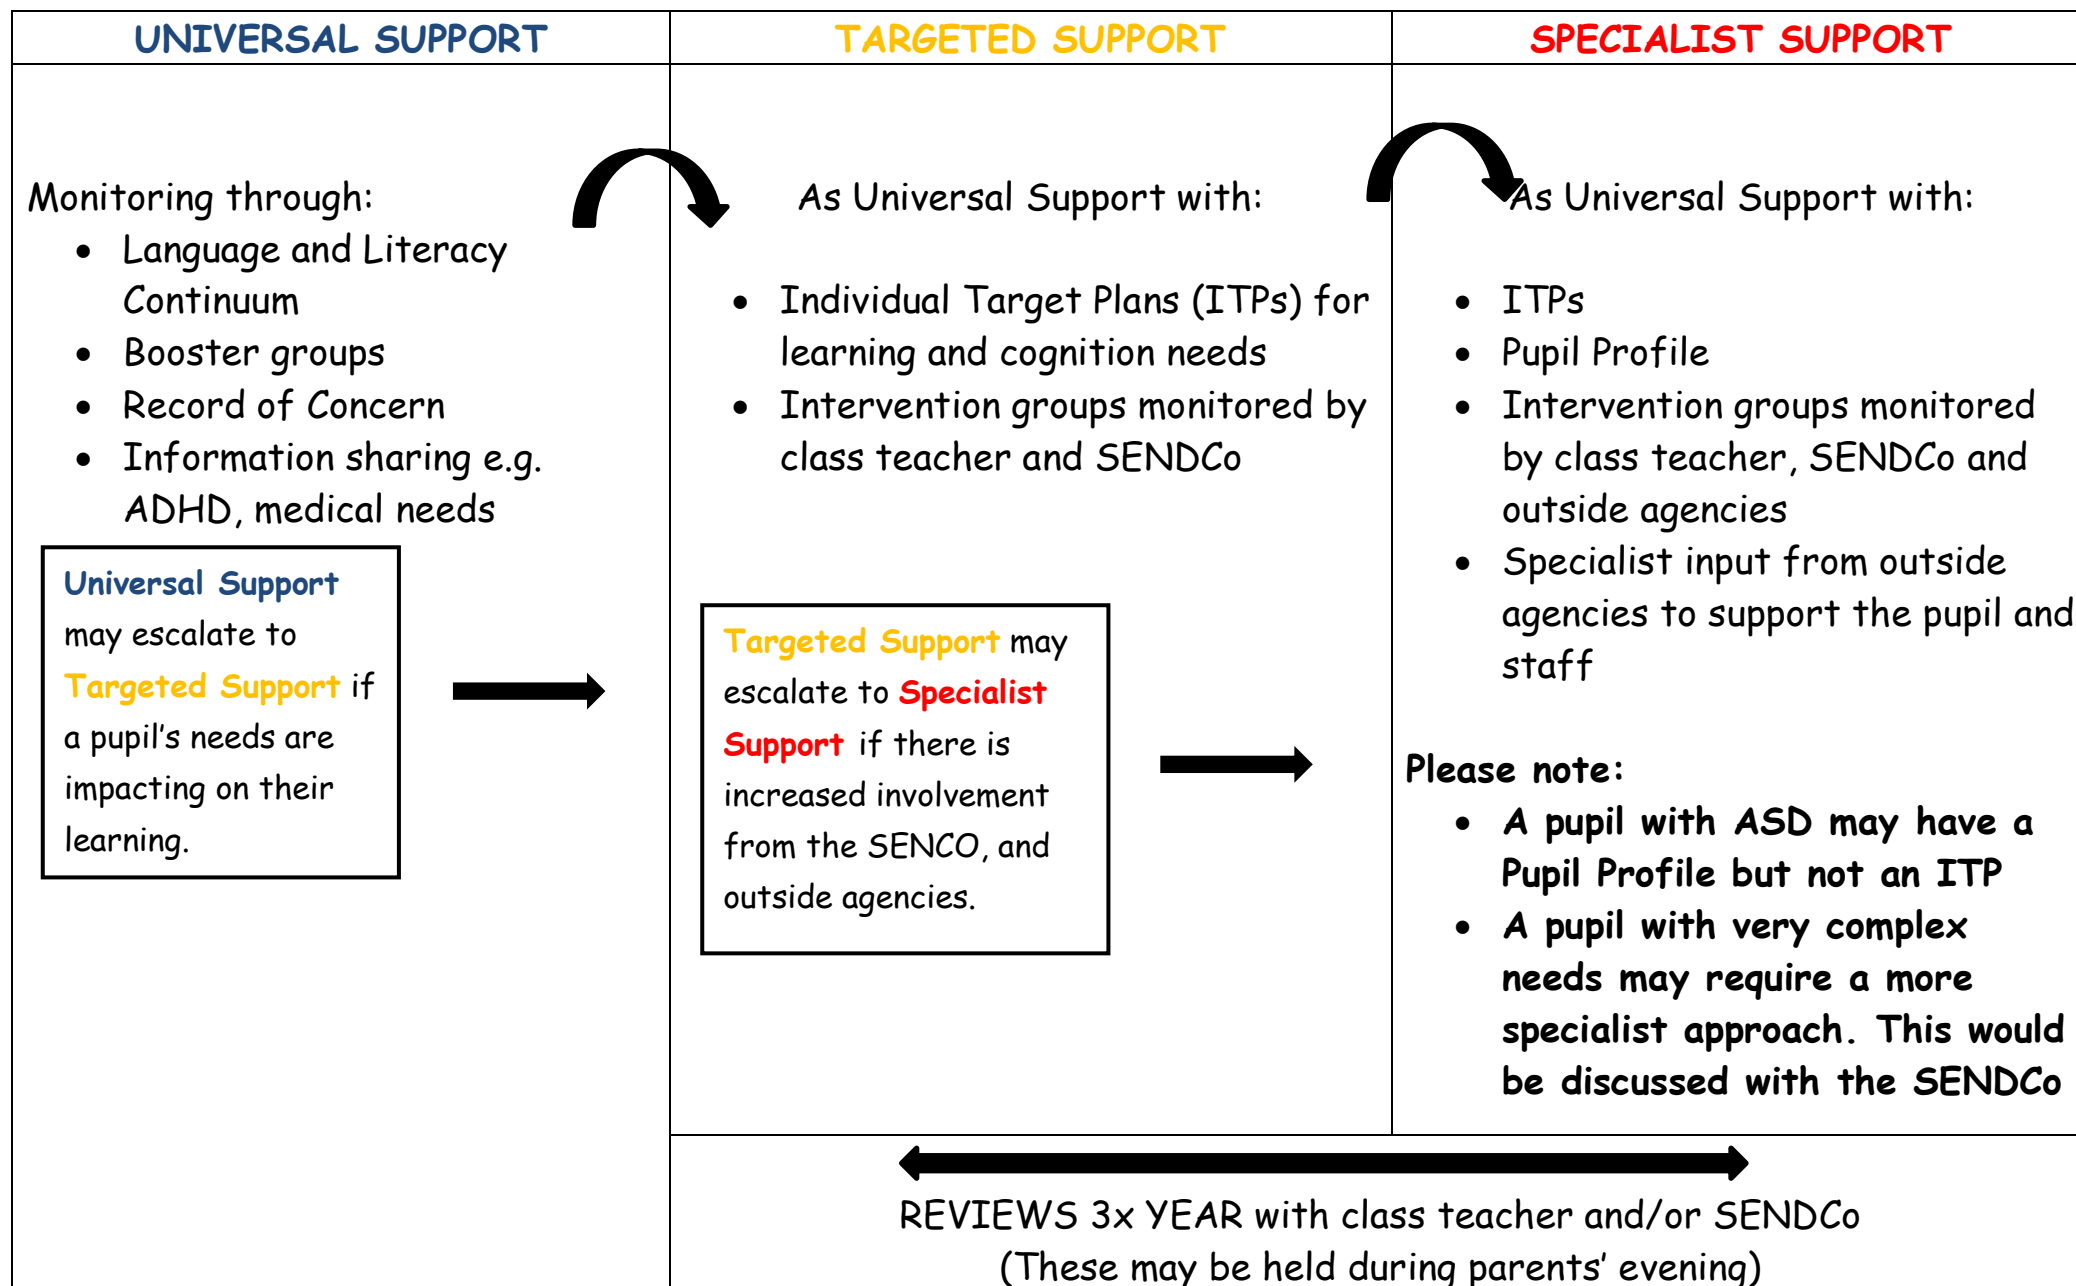 UNIVERSAL SUPPORT
TARGETED SUPPORT
SPECIALIST SUPPORT
Monitoring through:
• Language and Literacy
Continuum
• Booster groups
• Record of Concern
• Information sharing e.g.
ADHD, medical needs
Universal Support
may escalate to
Targeted Support if
a pupil's needs are
impacting on their
learning.
As Universal Support with:
• Individual Target Plans (ITPs) for
learning and cognition needs
• Intervention groups monitored by
class teacher and SENDCo
Targeted Support may
escalate to Specialist
Support if there is
increased involvement
from the SENCO, and
outside agencies.
As Universal Support with:
• ITPs
• Pupil Profile
• Intervention groups monitored
by class teacher, SENDCo and
outside agencies
• Specialist input from outside
agencies to support the pupil and
staff
Please note:
• A pupil with ASD may have a
Pupil Profile but not an ITP
• A pupil with very complex
needs may require a more
specialist approach. This would
be discussed with the SENDCo
REVIEWS 3x YEAR with class teacher and/or SENDCo
(These may be held during parents' evening)